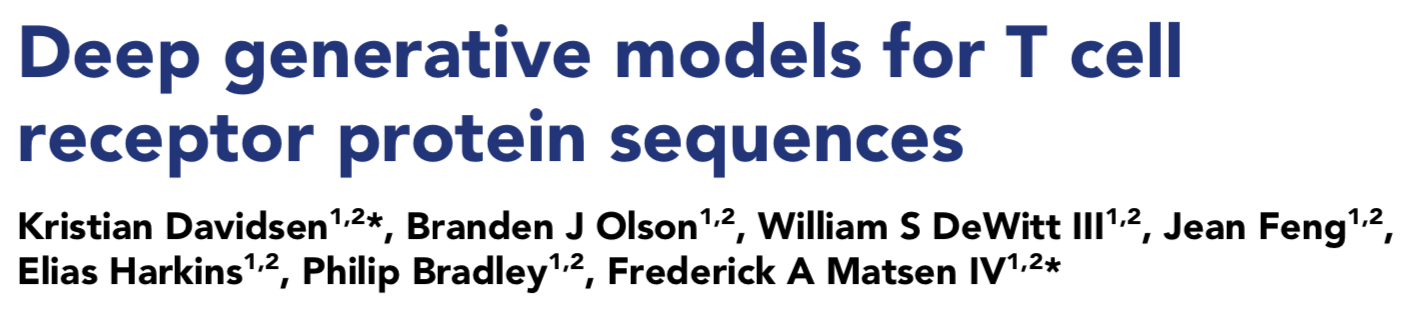 Deep generative models for T cell
receptor protein sequences
Kristian Davidsen1,2*, Branden J Olson1,2, William S DeWitt III1,2, Jean Feng1,2,
Elias Harkins1,2, Philip Bradley1,2, Frederick A Matsen IV1,2*